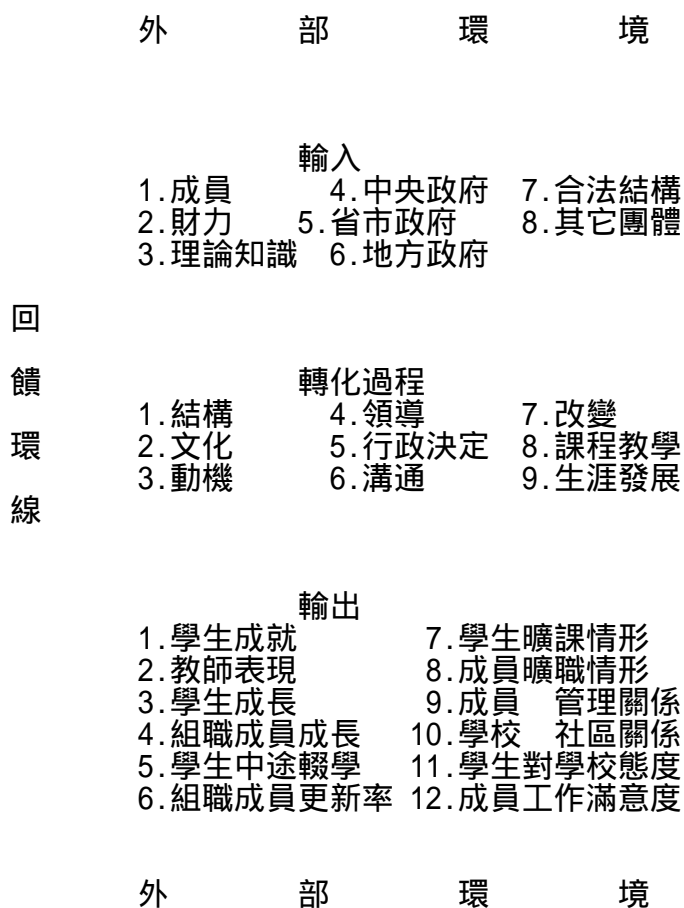 外 部 環 境
輸入
1.成員 4.中央政府 7.合法結構
2.財力 5.省市政府 8.其它團體
3.理論知識 6.地方政府
回
饋 轉化過程
1.結構 4.領導 7.改變
環 2.文化 5.行政決定 8.課程教學
3.動機 6.溝通 9.生涯發展
線
輸出
1.學生成就 7.學生曠課情形
2.教師表現 8.成員曠職情形
3.學生成長 9.成員 管理關係
4.組職成員成長 10.學校 社區關係
5.學生中途輟學 11.學生對學校態度
6.組職成員更新率 12.成員工作滿意度
外 部 環 境